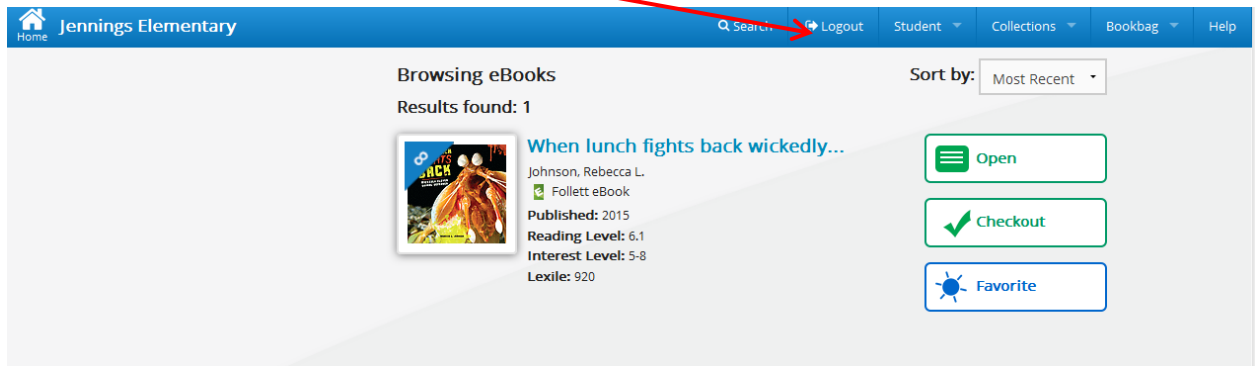 Home Jennings Elementary Search Logout Student Collections Bookbag Help
Browsing eBooks Sort by: Most Recent
Results found: 1
When lunch fights back wickedly...
Johnson, Rebecca L.
Follett eBook
Published: 2015
Reading Level: 6.1
Interest Level: 5-8
Lexile: 920
Open
Checkout
Favorite
BACK